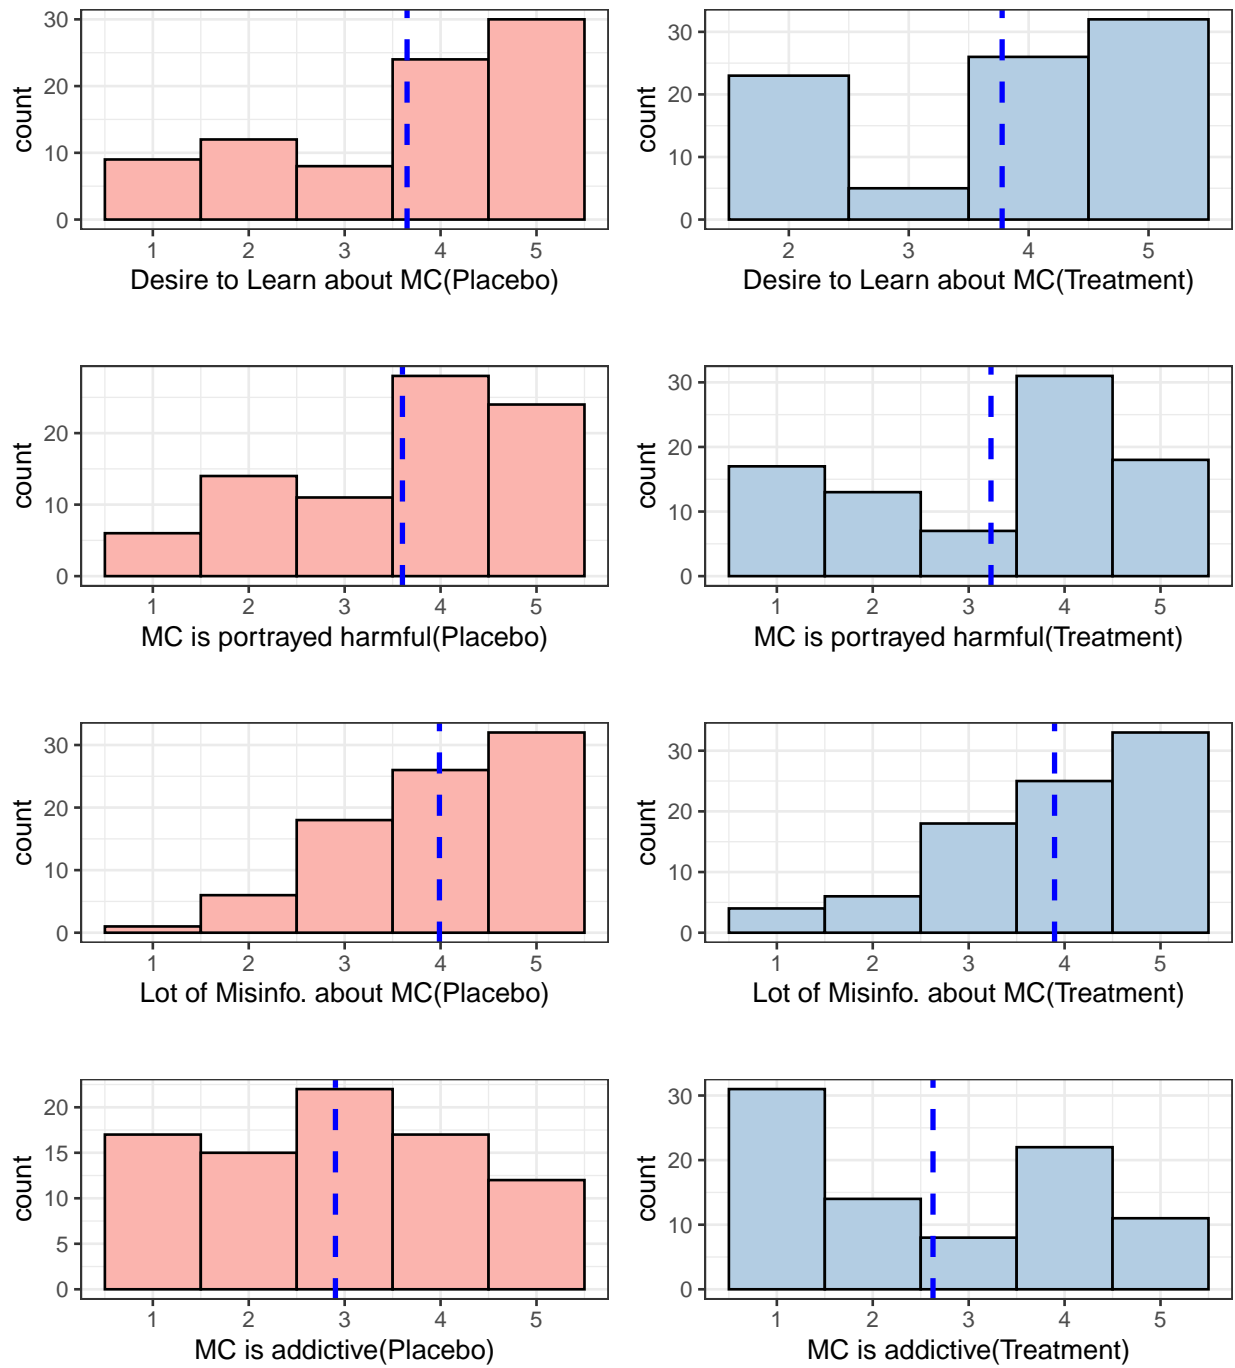 30
20
10
0
count
1 2 3 4 5
Desire to Learn about MC(Placebo)
30
20
10
0
count
2 3 4 5
Desire to Learn about MC(Treatment)
20
10
0
count
1 2 3 4 5
MC is portrayed harmful(Placebo)
30
20
10
0
count
1 2 3 4 5
MC is portrayed harmful(Treatment)
30
20
10
0
count
1 2 3 4 5
Lot of Misinfo. about MC(Placebo)
30
20
10
0
count
1 2 3 4 5
Lot of Misinfo. about MC(Treatment)
20
15
10
5
0
count
1 2 3 4 5
MC is addictive(Placebo)
30
20
10
0
count
1 2 3 4 5
MC is addictive(Treatment)